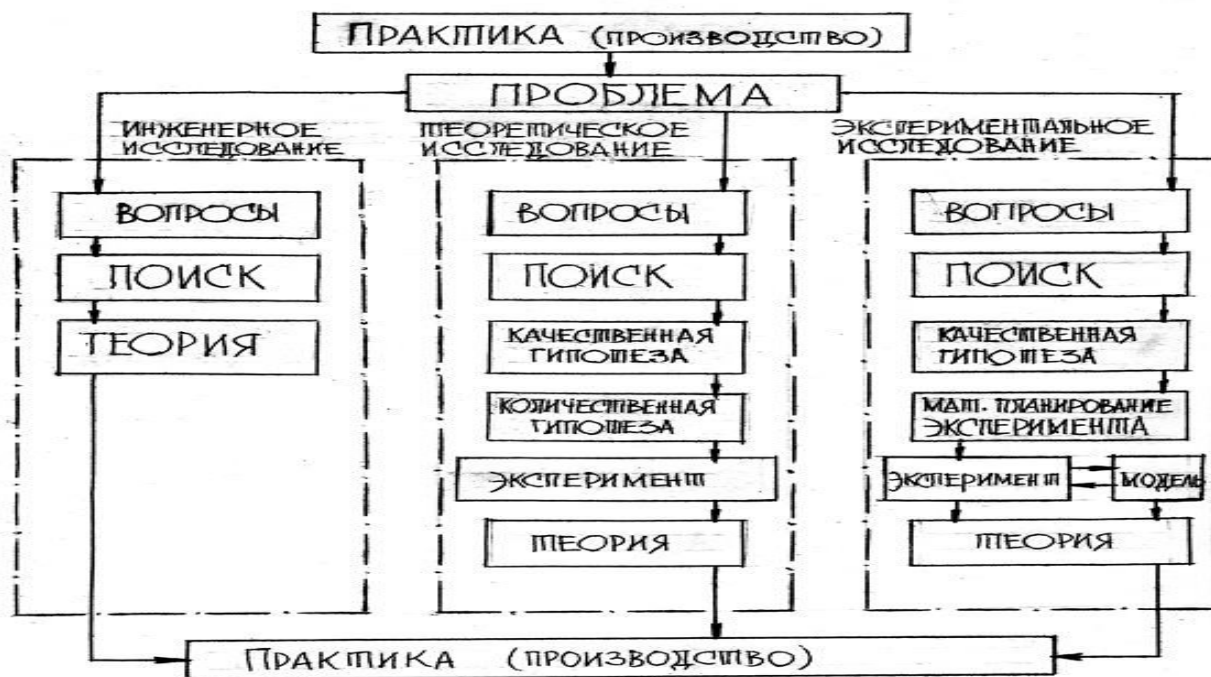 ПРАКТИКА (ПРОИЗВОДСТВО)
ПРОБЛЕМА
ИНЖЕНЕРНОЕ
ИССЛЕДОВАНИЕ
ВОПРОСЫ
ПОИСК
ТЕОРИЯ
ТЕОРЕТИЧЕСКОЕ
ИССЛЕДОВАНИЕ
ВОПРОСЫ
ПОИСК
КАЧЕСТВЕННАЯ
ГИПОТЕЗА
КОЛИЧЕСТВЕННАЯ
ГИПОТЕЗА
ЭКСПЕРИМЕНТ
ТЕОРИЯ
ЭКСПЕРИМЕНТАЛЬНОЕ
ИССЛЕДОВАНИЕ
ВОПРОСЫ
ПОИСК
КАЧЕСТВЕННАЯ
ГИПОТЕЗА
МАТ. ПЛАНИРОВАНИЕ
ЭКСПЕРИМЕНТА
ЭКСПЕРИМЕНТ
МОДЕЛЬ
ТЕОРИЯ
ПРАКТИКА (ПРОИЗВОДСТВО)